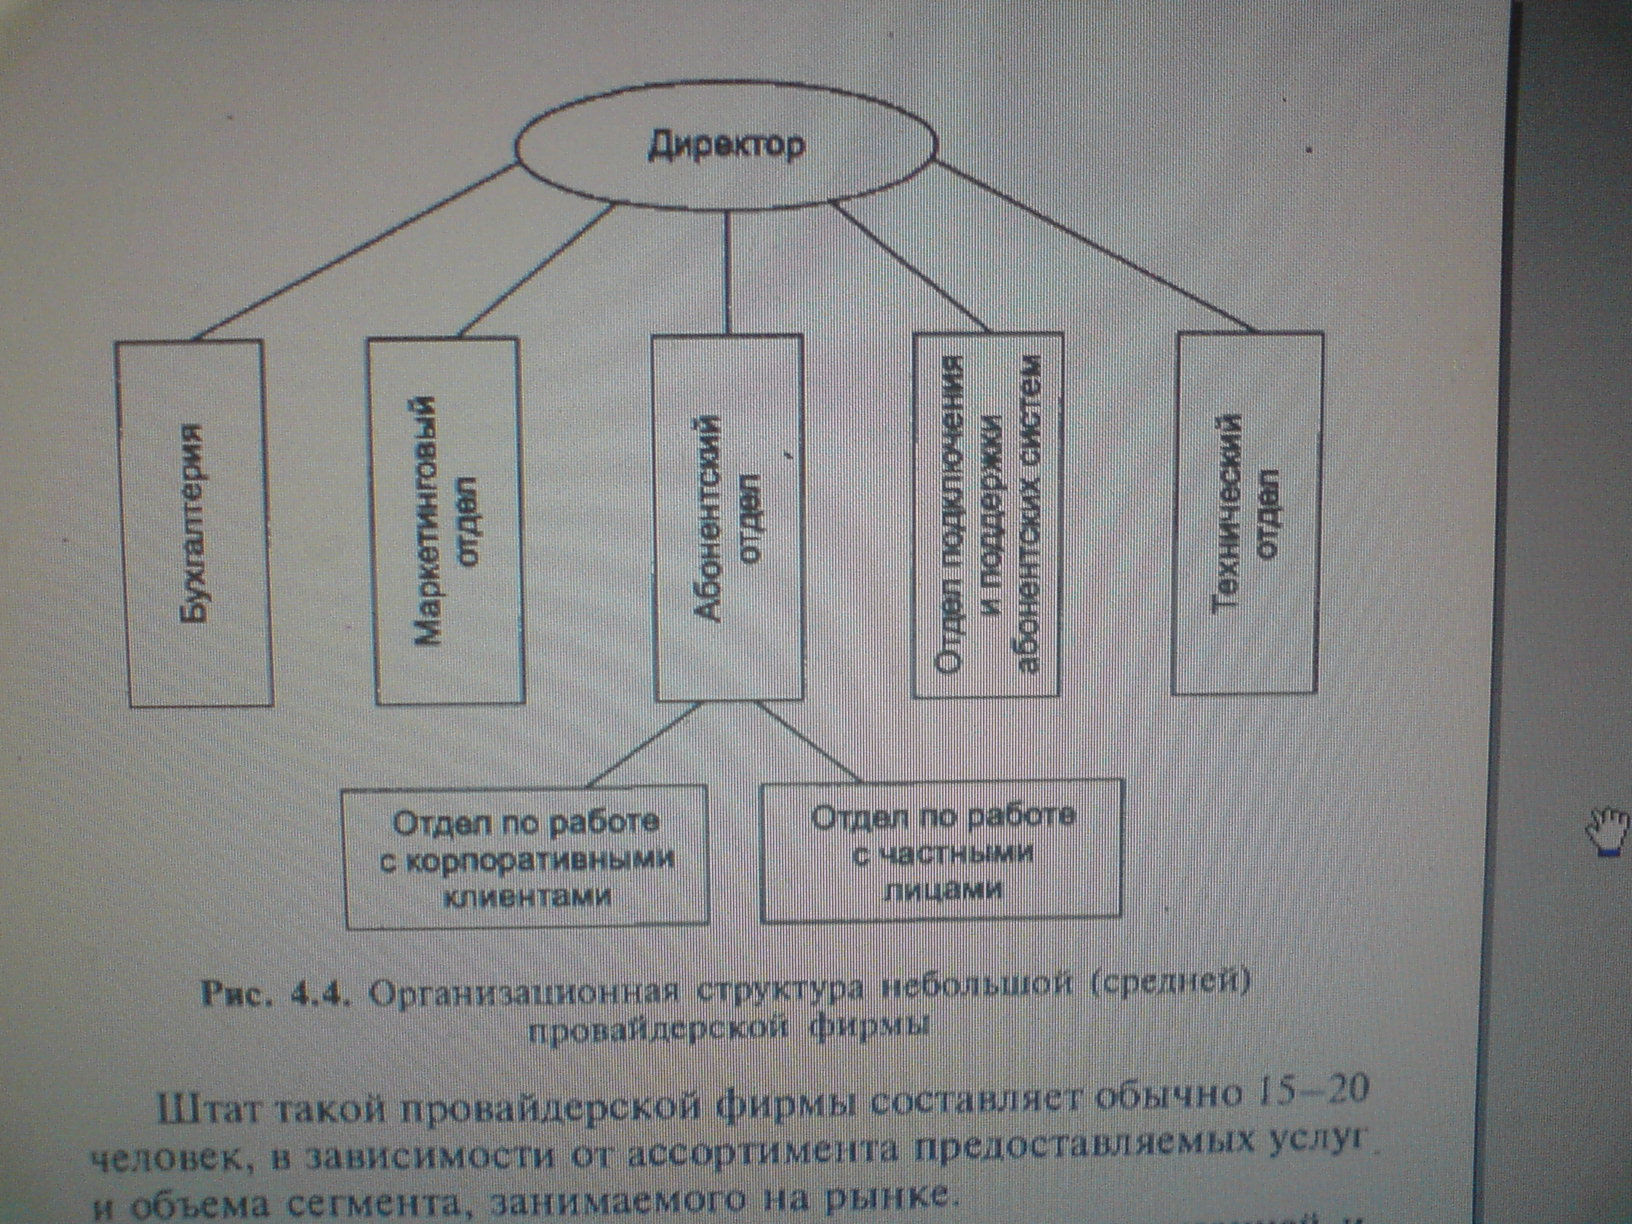 Директор
Бухгалтерия
Маркетинговый
отдел
Абонентский
отдел
Отдел подключения
и поддержки
абонентских систем
Технический
отдел
Отдел по работе
с корпоративными
клиентами
Отдел по работе
с частными
лицами
Рис. 4.4. Организационная структура небольшой (средней)
провайдерской фирмы
Штат такой провайдерской фирмы составляет обычно 15—20
человек, в зависимости от ассортимента предоставляемых услуг
и объема сегмента, занимаемого на рынке.